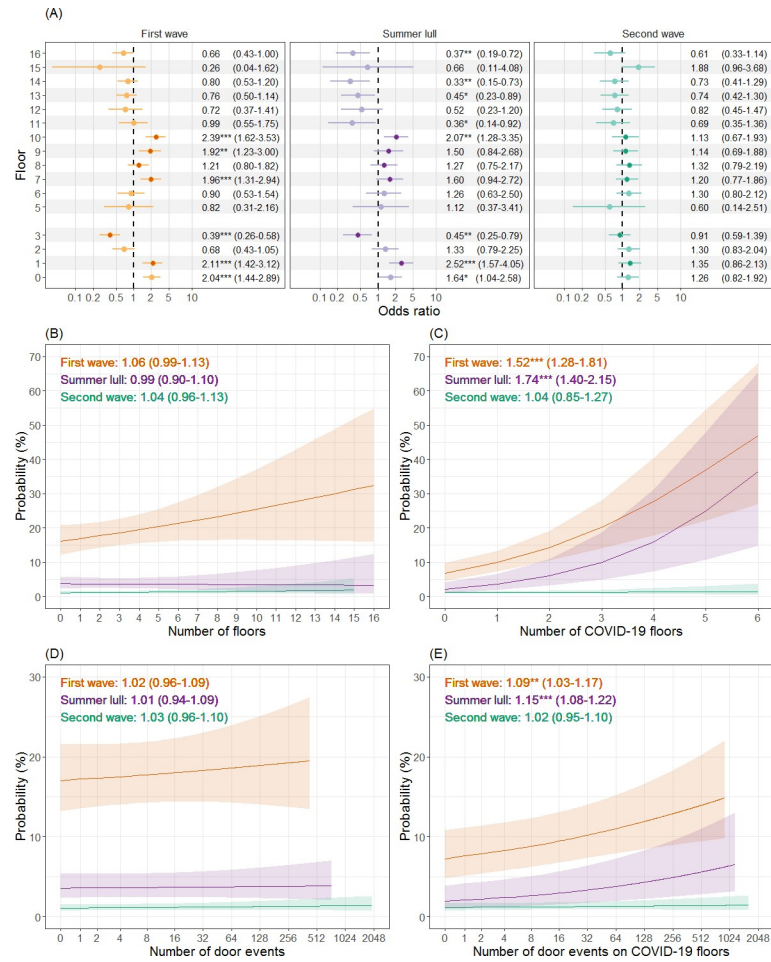 (A)
First wave
Summer lull
Second wave
Floor
16 0.66 (0.43-1.00) 0.37** (0.19-0.72) 0.61 (0.33-1.14)
15 0.26 (0.04-1.62) 0.66 (0.11-4.08) 1.88 (0.96-3.68)
14 0.80 (0.53-1.20) 0.33** (0.15-0.73) 0.73 (0.41-1.29)
13 0.76 (0.50-1.14) 0.45* (0.23-0.89) 0.74 (0.42-1.30)
12 0.72 (0.37-1.41) 0.52 (0.23-1.20) 0.82 (0.45-1.47)
11 0.99 (0.55-1.75) 0.36* (0.14-0.92) 0.69 (0.35-1.36)
10 2.39*** (1.62-3.53) 2.07** (1.28-3.35) 1.13 (0.67-1.93)
9 1.92** (1.23-3.00) 1.50 (0.84-2.68) 1.14 (0.69-1.88)
8 1.21 (0.80-1.82) 1.27 (0.75-2.17) 1.32 (0.79-2.19)
7 1.96*** (1.31-2.94) 1.60 (0.94-2.72) 1.20 (0.77-1.86)
6 0.90 (0.53-1.54) 1.26 (0.63-2.50) 1.30 (0.80-2.12)
5 0.82 (0.31-2.16) 1.12 (0.37-3.41) 0.60 (0.14-2.51)
3 0.39*** (0.26-0.58) 0.45** (0.25-0.79) 0.91 (0.59-1.39)
2 0.68 (0.43-1.05) 1.33 (0.79-2.25) 1.30 (0.83-2.04)
1 2.11*** (1.42-3.12) 2.52*** (1.57-4.05) 1.35 (0.86-2.13)
0 2.04*** (1.44-2.89) 1.64* (1.04-2.58) 1.26 (0.82-1.92)
0.1 0.2 0.5 1 2 5 10 0.1 0.2 0.5 1 2 5 10 0.1 0.2 0.5 1 2 5 10
Odds ratio
(B)
Probability (%)
70
60
50
40
30
20
10
0
First wave: 1.06 (0.99-1.13)
Summer lull: 0.99 (0.90-1.10)
Second wave: 1.04 (0.96-1.13)
0 1 2 3 4 5 6 7 8 9 10 11 12 13 14 15 16
Number of floors
(C)
Probability (%)
70
60
50
40
30
20
10
0
First wave: 1.52*** (1.28-1.81)
Summer lull: 1.74*** (1.40-2.15)
Second wave: 1.04 (0.85-1.27)
0 1 2 3 4 5 6
Number of COVID-19 floors
(D)
Probability (%)
30
20
10
0
First wave: 1.02 (0.96-1.09)
Summer lull: 1.01 (0.94-1.09)
Second wave: 1.03 (0.96-1.10)
0 1 2 4 8 16 32 64 128 256 512 1024 2048
Number of door events
(E)
Probability (%)
30
20
10
0
First wave: 1.09** (1.03-1.17)
Summer lull: 1.15*** (1.08-1.22)
Second wave: 1.02 (0.95-1.10)
0 1 2 4 8 16 32 64 128 256 512 1024 2048
Number of door events on COVID-19 floors